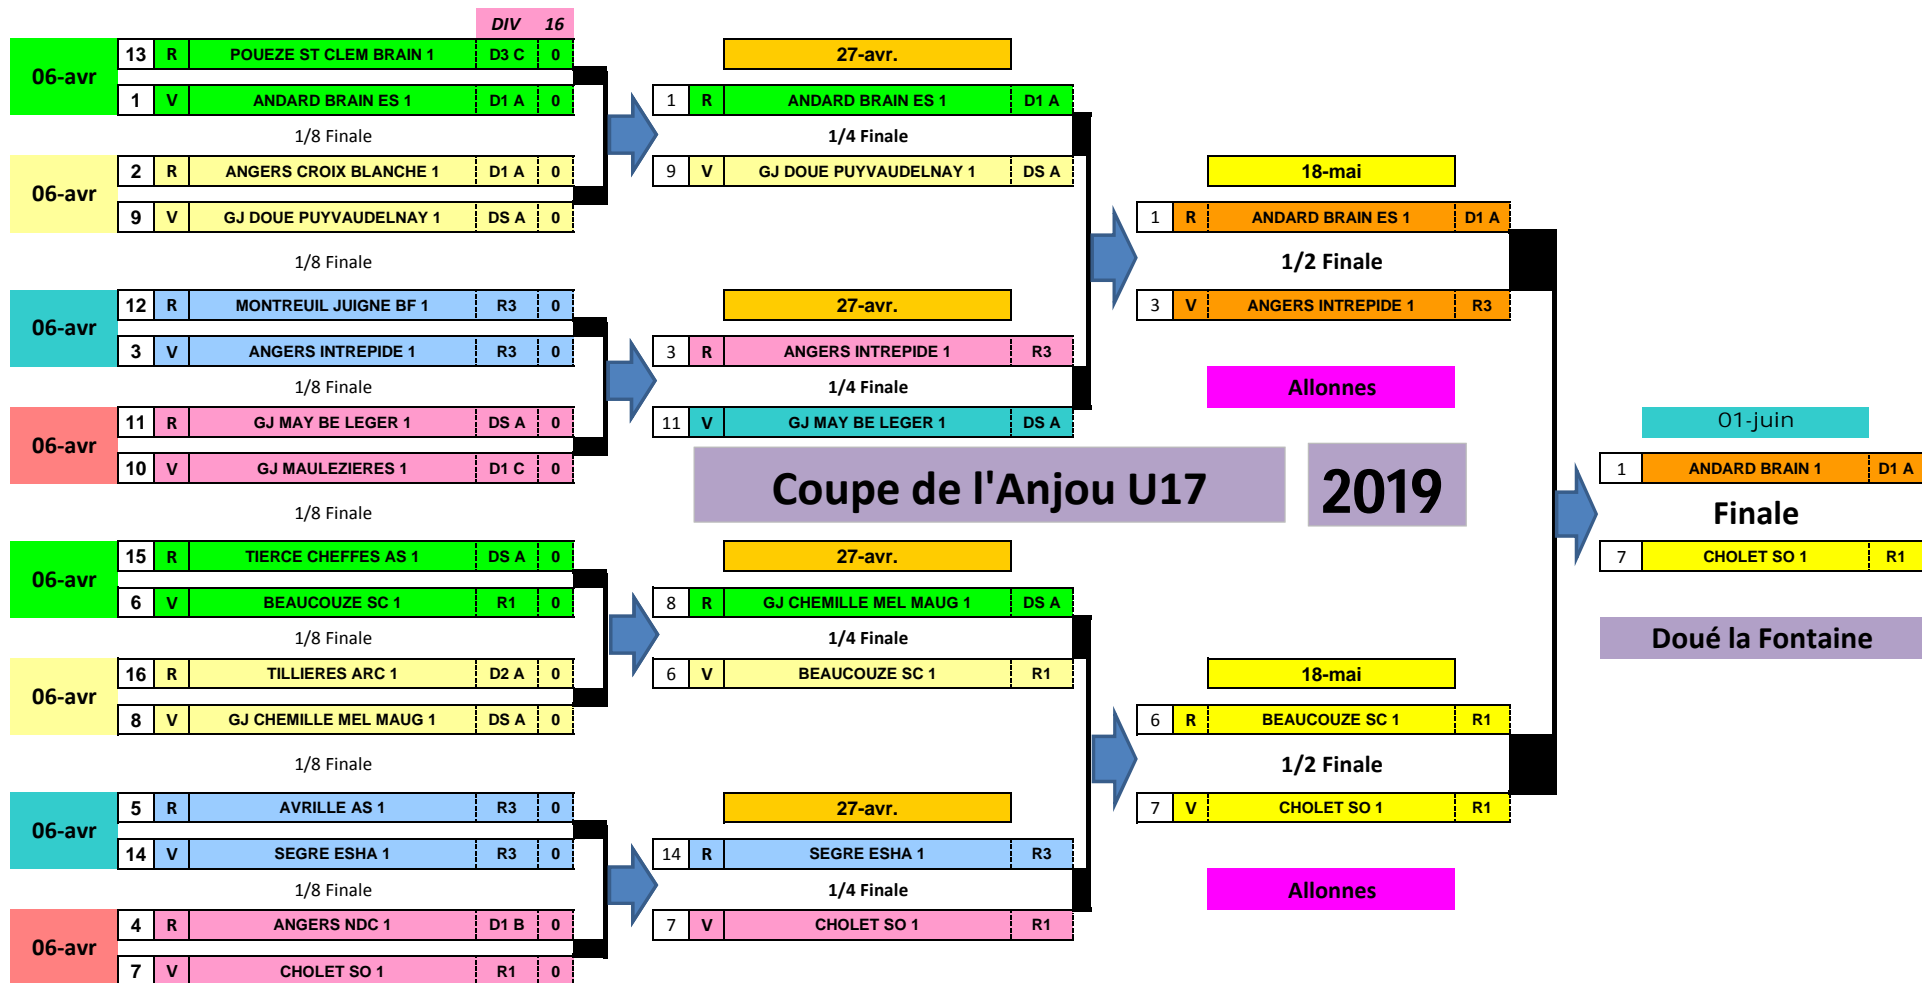 DIV 16
06-avr
13 R POUEZE ST CLEM BRAIN 1 D3 C 0
1 V ANDARD BRAIN ES 1 D1 A 0
1/8 Finale
06-avr
2 R ANGERS CROIX BLANCHE 1 D1 A 0
9 V GJ DOUE PUYVAUDELNAY 1 DS A 0
1/8 Finale
06-avr
12 R MONTREUIL JUIGNE BF 1 R3 0
3 V ANGERS INTREPIDE 1 R3 0
1/8 Finale
06-avr
11 R GJ MAY BE LEGER 1 DS A 0
10 V GJ MAULEZIERES 1 D1 C 0
1/8 Finale
06-avr
15 R TIERCE CHEFFES AS 1 DS A 0
6 V BEAUCOUZE SC 1 R1 0
1/8 Finale
06-avr
16 R TILLIERES ARC 1 D2 A 0
8 V GJ CHEMILLE MEL MAUG 1 DS A 0
1/8 Finale
06-avr
5 R AVRILLE AS 1 R3 0
14 V SEGRE ESHA 1 R3 0
1/8 Finale
06-avr
4 R ANGERS NDC 1 D1 B 0
7 V CHOLET SO 1 R1 0
27-avr.
1 R ANDARD BRAIN ES 1 D1 A
1/4 Finale
9 V GJ DOUE PUYVAUDELNAY 1 DS A
27-avr.
3 R ANGERS INTREPIDE 1 R3
1/4 Finale
11 V GJ MAY BE LEGER 1 DS A
Coupe de l'Anjou U17
2019
27-avr.
8 R GJ CHEMILLE MEL MAUG 1 DS A
1/4 Finale
6 V BEAUCOUZE SC 1 R1
27-avr.
14 R SEGRE ESHA 1 R3
1/4 Finale
7 V CHOLET SO 1 R1
18-mai
1 R ANDARD BRAIN ES 1 D1 A
1/2 Finale
3 V ANGERS INTREPIDE 1 R3
Allonnes
18-mai
6 R BEAUCOUZE SC 1 R1
1/2 Finale
7 V CHOLET SO 1 R1
Allonnes
01-juin
1 ANDARD BRAIN 1 D1 A
Finale
7 CHOLET SO 1 R1
Doué la Fontaine